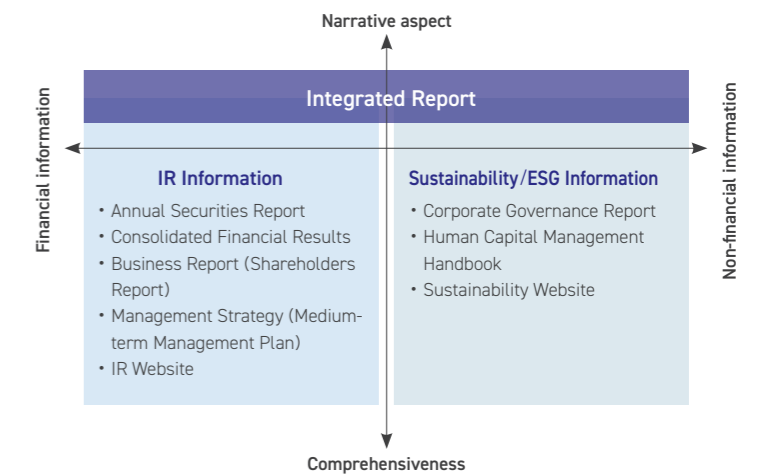 Narrative aspect
Integrated Report
Financial information
Non-financial information
IR Information
• Annual Securities Report
• Consolidated Financial Results
• Business Report (Shareholders
Report)
• Management Strategy (Medium-
term Management Plan)
• IR Website
Sustainability/ESG Information
• Corporate Governance Report
• Human Capital Management
Handbook
• Sustainability Website
Comprehensiveness